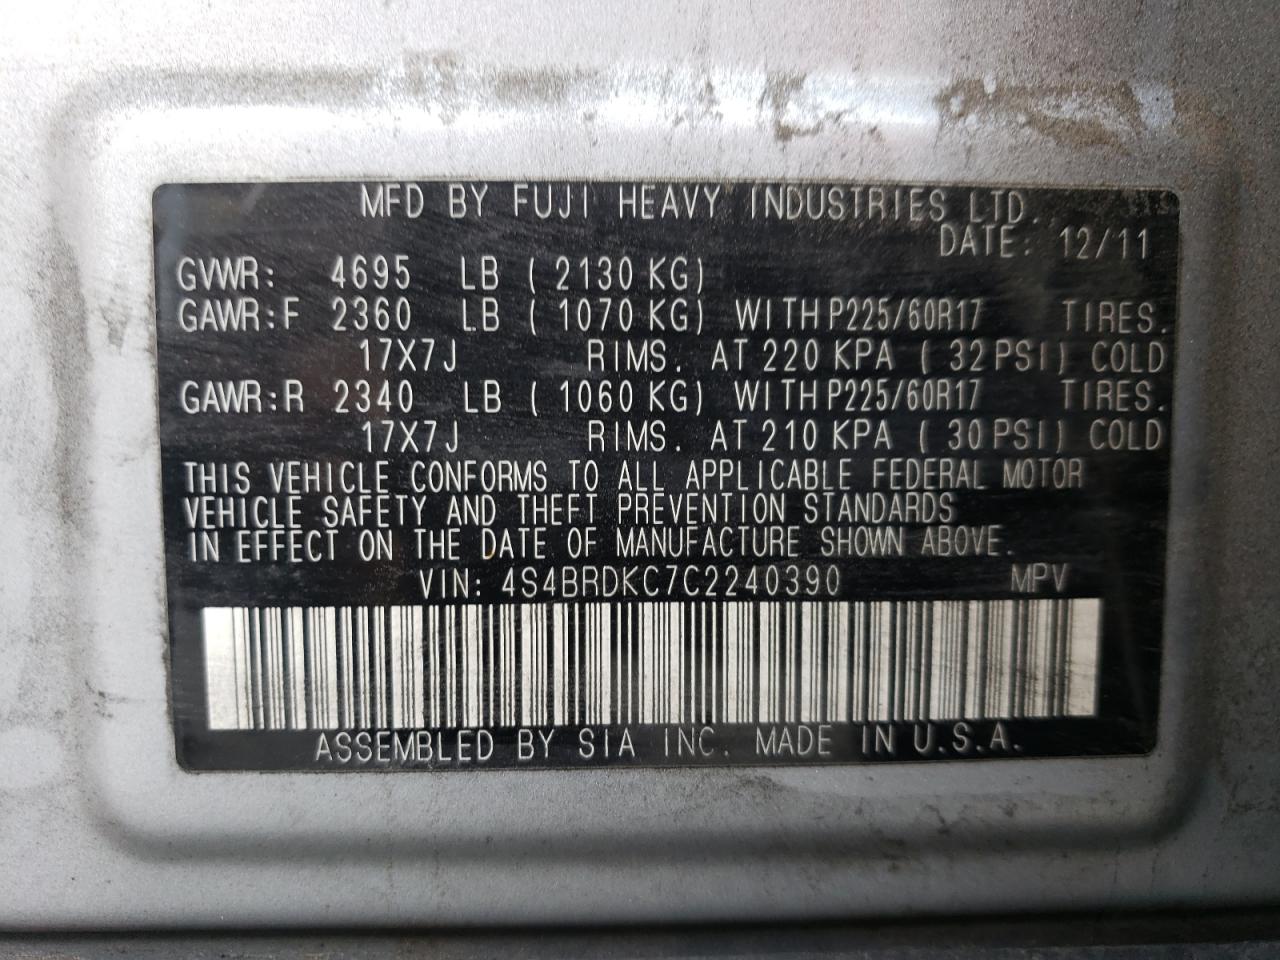 MFD BY FUJI HEAVY INDUSTRIES LTD.
DATE: 12/11
GVWR: 4695 LB ( 2130 KG)
GAWR:F 2360 LB ( 1070 KG) WITH P225/60R17 TIRES.
17X7J RIMS. AT 220 KPA ( 32 PSI) COLD
GAWR:R 2340 LB ( 1060 KG) WITH P225/60R17 TIRES.
17X7J RIMS. AT 210 KPA ( 30 PSI) COLD
THIS VEHICLE CONFORMS TO ALL APPLICABLE FEDERAL MOTOR
VEHICLE SAFETY AND THEFT PREVENTION STANDARDS
IN EFFECT ON THE DATE OF MANUFACTURE SHOWN ABOVE.
VIN: 4S4BRDKC7C2240390 MPV
ASSEMBLED BY SIA INC. MADE IN U.S.A.